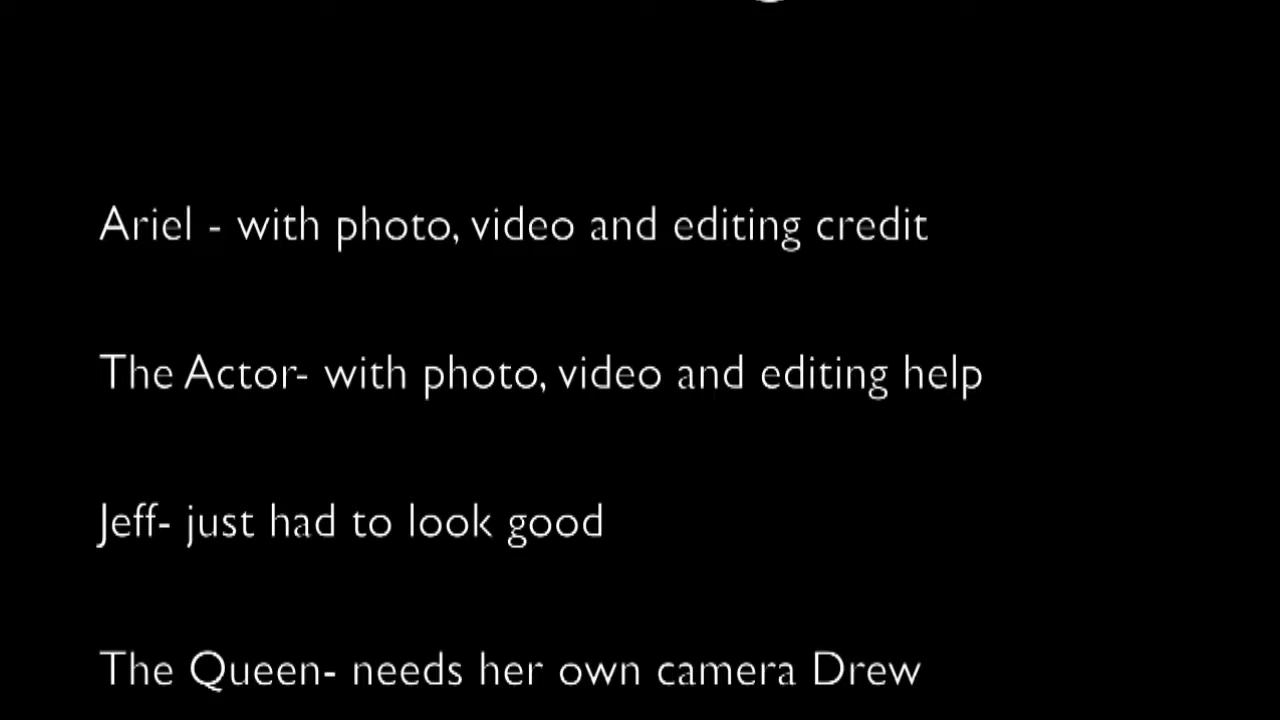 Ariel - with photo, video and editing credit
The Actor- with photo, video and editing help
Jeff- just had to look good
The Queen- needs her own camera Drew